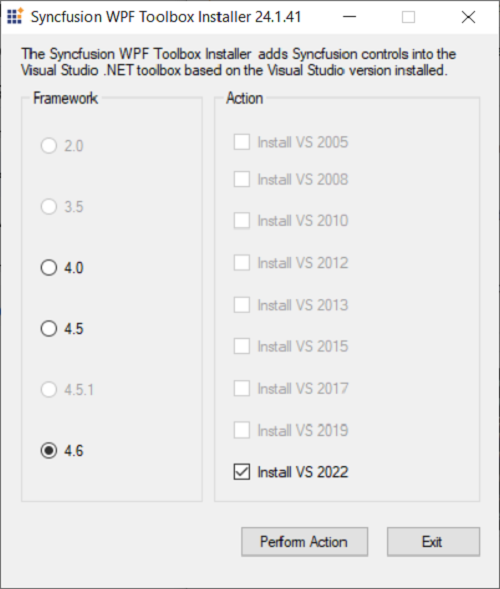 Syncfusion WPF Toolbox Installer 24.1.41
The Syncfusion WPF Toolbox Installer adds Syncfusion controls into the
Visual Studio .NET toolbox based on the Visual Studio version installed.
Framework
2.0
3.5
4.0
4.5
4.5.1
4.6
Action
Install VS 2005
Install VS 2008
Install VS 2010
Install VS 2012
Install VS 2013
Install VS 2015
Install VS 2017
Install VS 2019
Install VS 2022
Perform Action
Exit